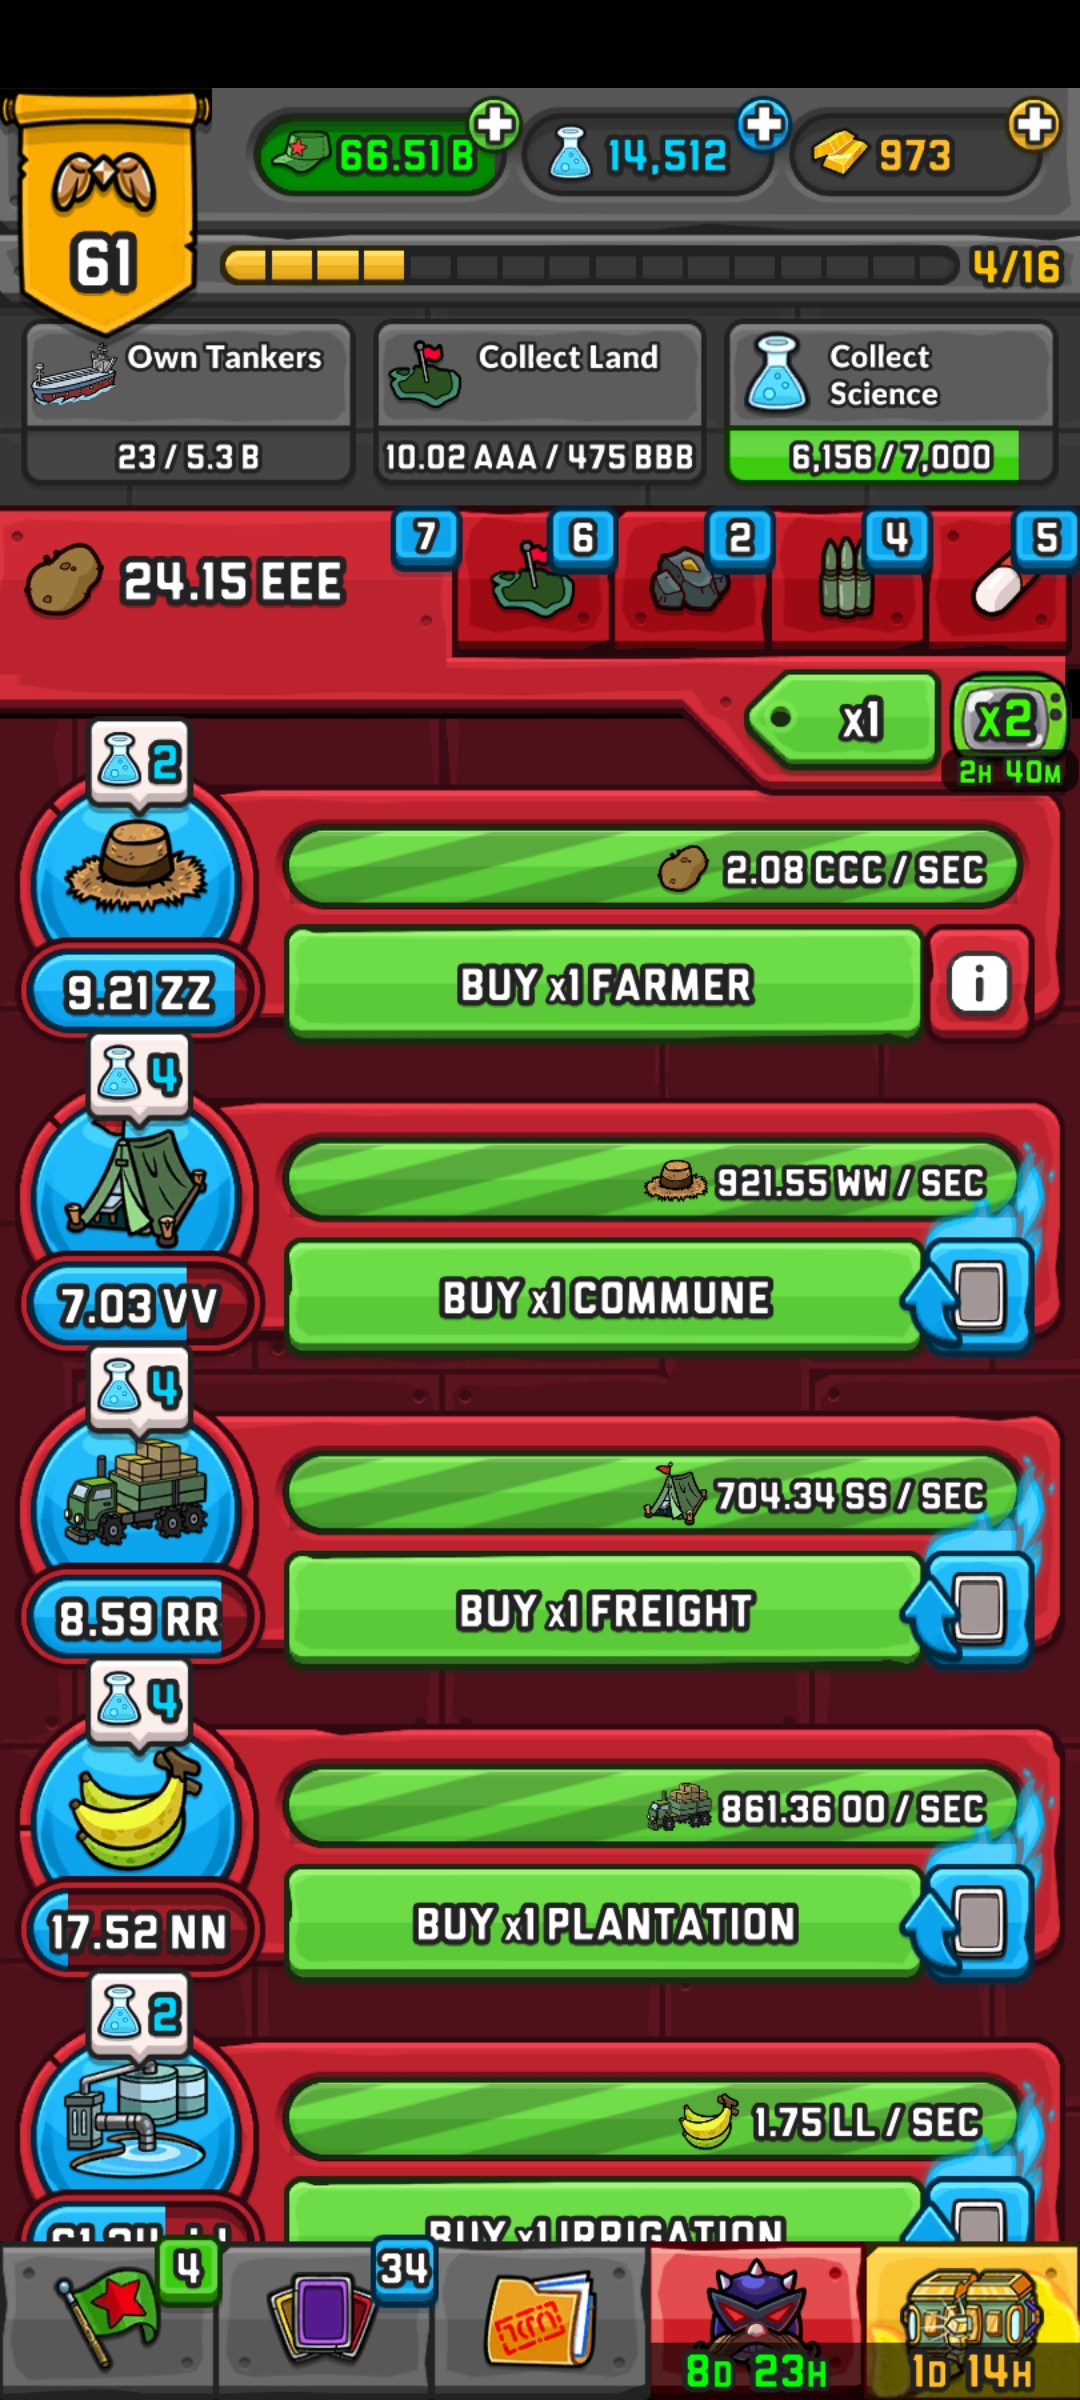 66.51 B
14,512
973
61
4/16
Own Tankers
23 / 5.3 B
Collect Land
10.02 AAA / 475 BBB
Collect
Science
6,156 / 7,000
24.15 EEE
7
6
2
4
5
x1
x2
2H 40M
2
2.08 CCC / SEC
9.21 ZZ
BUY x1 FARMER
i
4
921.55 WW / SEC
7.03 VV
BUY x1 COMMUNE
4
704.34 SS / SEC
8.59 RR
BUY x1 FREIGHT
4
861.36 OO / SEC
17.52 NN
BUY x1 PLANTATION
2
1.75 LL / SEC
BUY x1 IRRIGATION
4
34
8D 23H
1D 14H